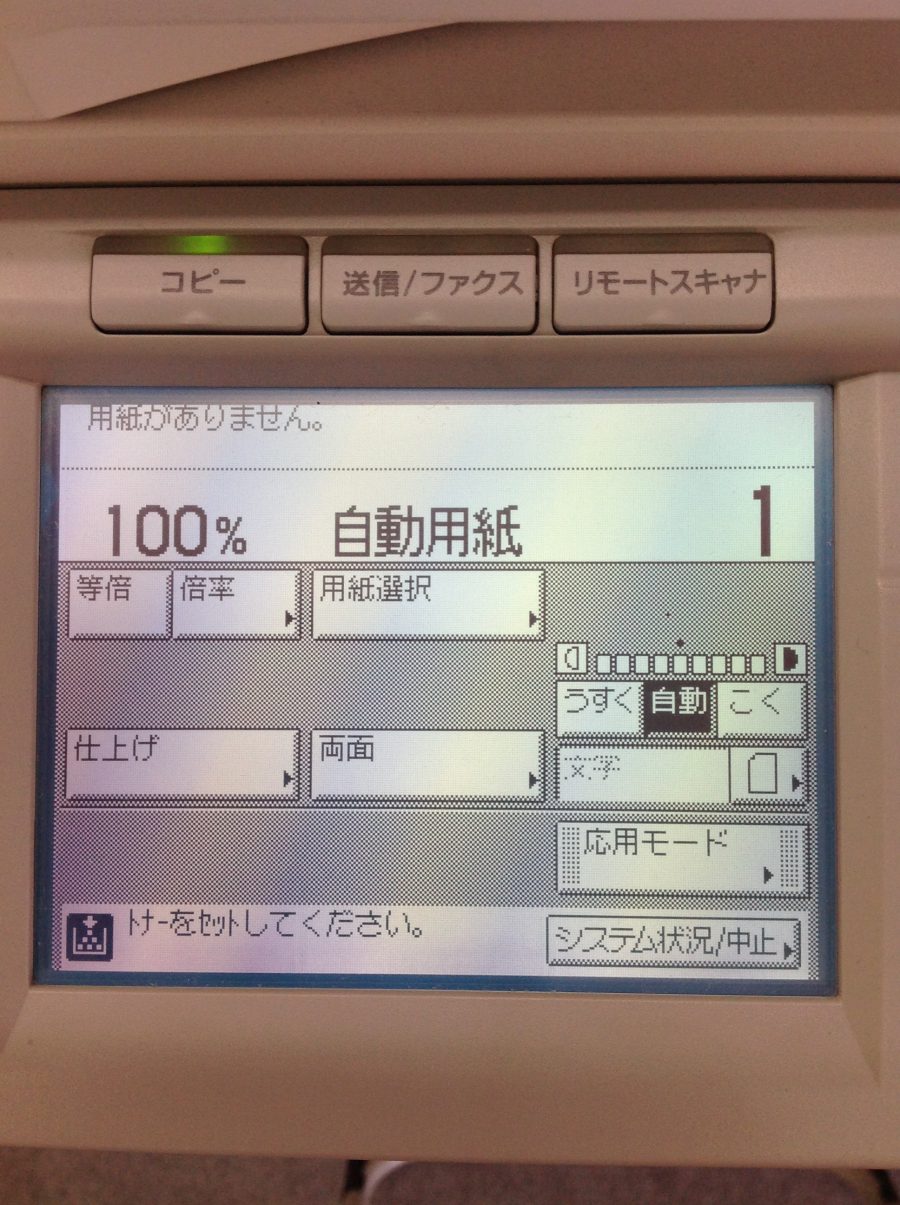 コピー
送信/ファクス
リモートスキャナ
用紙がありません。
100% 自動用紙 1
等倍
倍率
用紙選択
うすく
自動
こく
仕上げ
両面
文字
応用モード
ﾄﾅｰをｾｯﾄしてください。
システム状況/中止